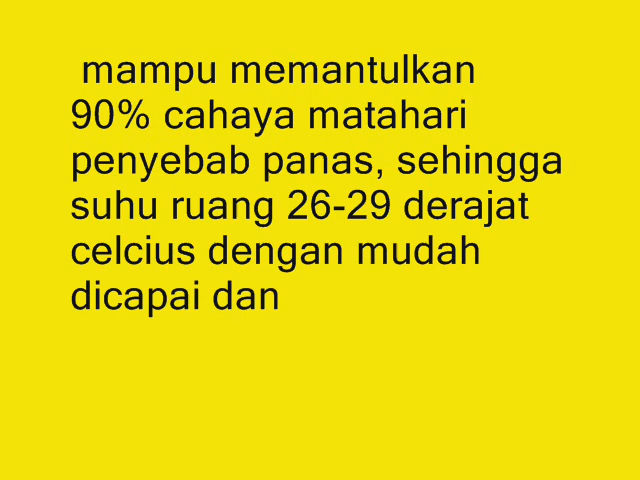 mampu memantulkan
90% cahaya matahari
penyebab panas, sehingga
suhu ruang 26-29 derajat
celcius dengan mudah
dicapai dan